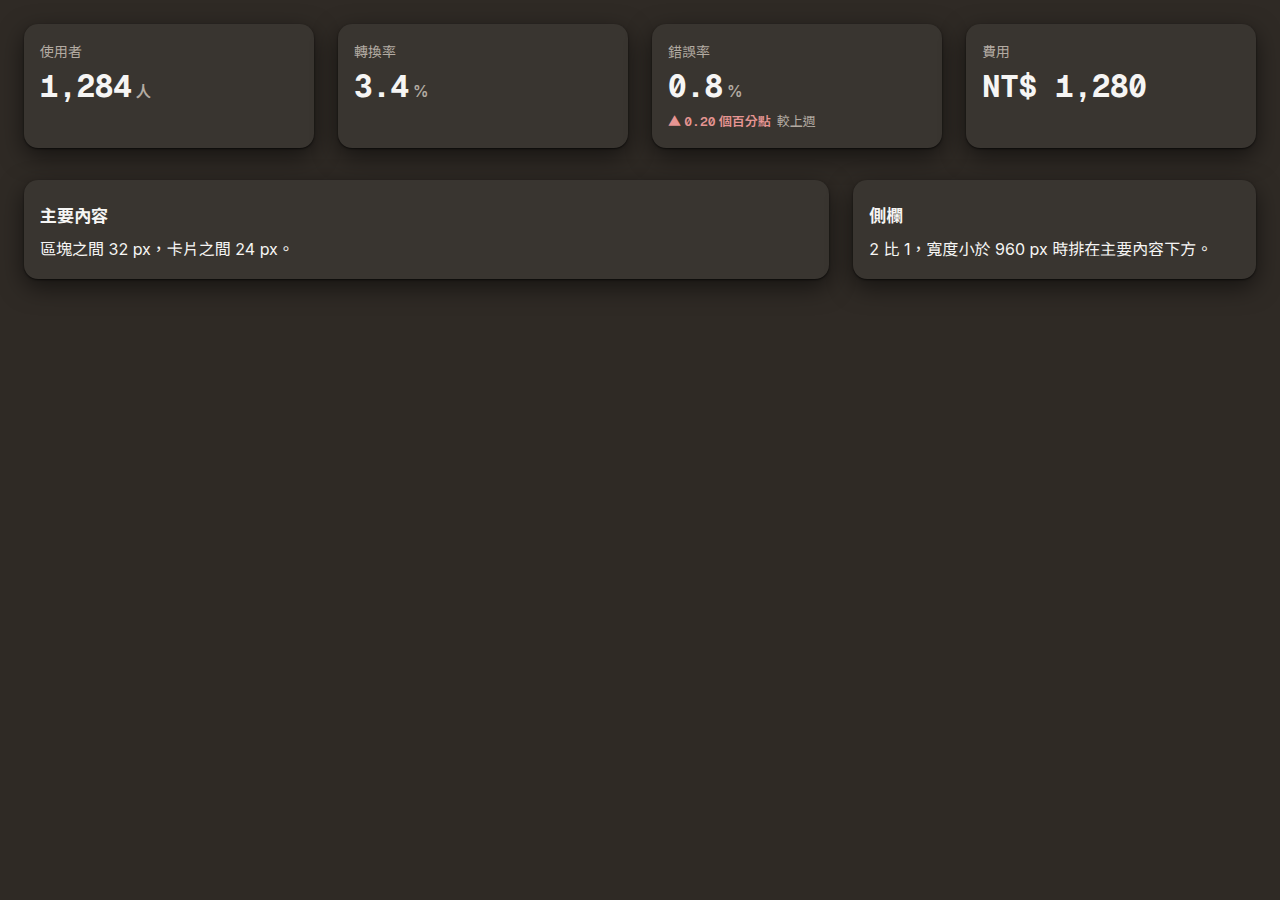 使用者
1,284 人
轉換率
3.4 %
錯誤率
0.8 %
▲ 0.20 個百分點 較上週
費用
NT$ 1,280
主要內容
區塊之間 32 px，卡片之間 24 px。
側欄
2 比 1，寬度小於 960 px 時排在主要內容下方。